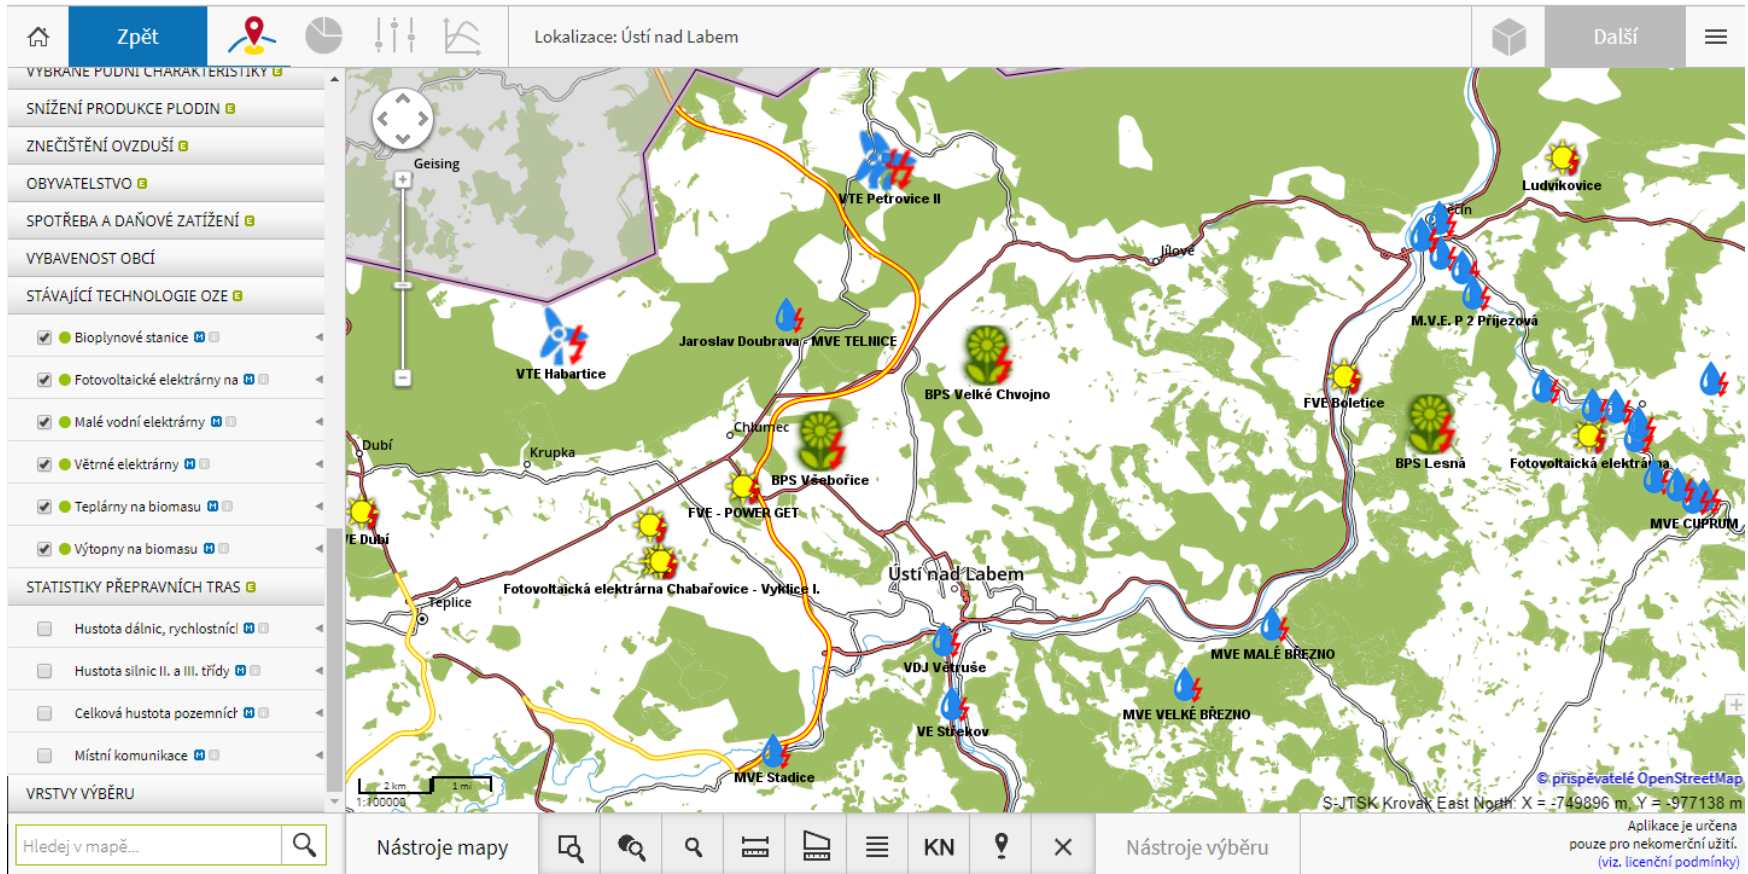 Zpět
Lokalizace: Ústí nad Labem
Další
VYBRANÉ PŮDNÍ CHARAKTERISTIKY E
SNÍŽENÍ PRODUKCE PLODIN E
ZNEČIŠTĚNÍ OVZDUŠÍ E
OBYVATELSTVO E
SPOTŘEBA A DAŇOVÉ ZATÍŽENÍ E
VYBAVENOST OBCÍ
STÁVAJÍCÍ TECHNOLOGIE OZE E
Bioplynové stanice M
Fotovoltaické elektrárny na M
Malé vodní elektrárny M
Větrné elektrárny M
Teplárny na biomasu M
Výtopny na biomasu M
STATISTIKY PŘEPRAVNÍCH TRAS E
Hustota dálnic, rychlostníc M
Hustota silnic II. a III. třídy M
Celková hustota pozemních M
Místní komunikace M
VRSTVY VÝBĚRU
Hledej v mapě...
Geising
VTE Petrovice II
Ludvíkovice
ěčín
Jílové
M.V.E. P 2 Příjezová
Jaroslav Doubrava - MVE TELNICE
VTE Habartice
BPS Velké Chvojno
FVE Boletice
Chlumec
Dubí
Krupka
BPS Všebořice
BPS Lesná
Fotovoltaická elektrárna
FVE - POWER GET
MVE CUPRUM
VE Dubí
Ústí nad Labem
Fotovoltaická elektrárna Chabařovice - Vyklice I.
Teplice
MVE MALÉ BŘEZNO
VDJ Větruše
MVE VELKÉ BŘEZNO
VE Střekov
MVE Stadice
2 km
1 mi
1:100000
© přispěvatelé OpenStreetMap
S-JTSK Krovak East North: X = -749896 m, Y = -977138 m
Nástroje mapy
KN
Nástroje výběru
Aplikace je určena
pouze pro nekomerční užití.
(viz. licenční podmínky)